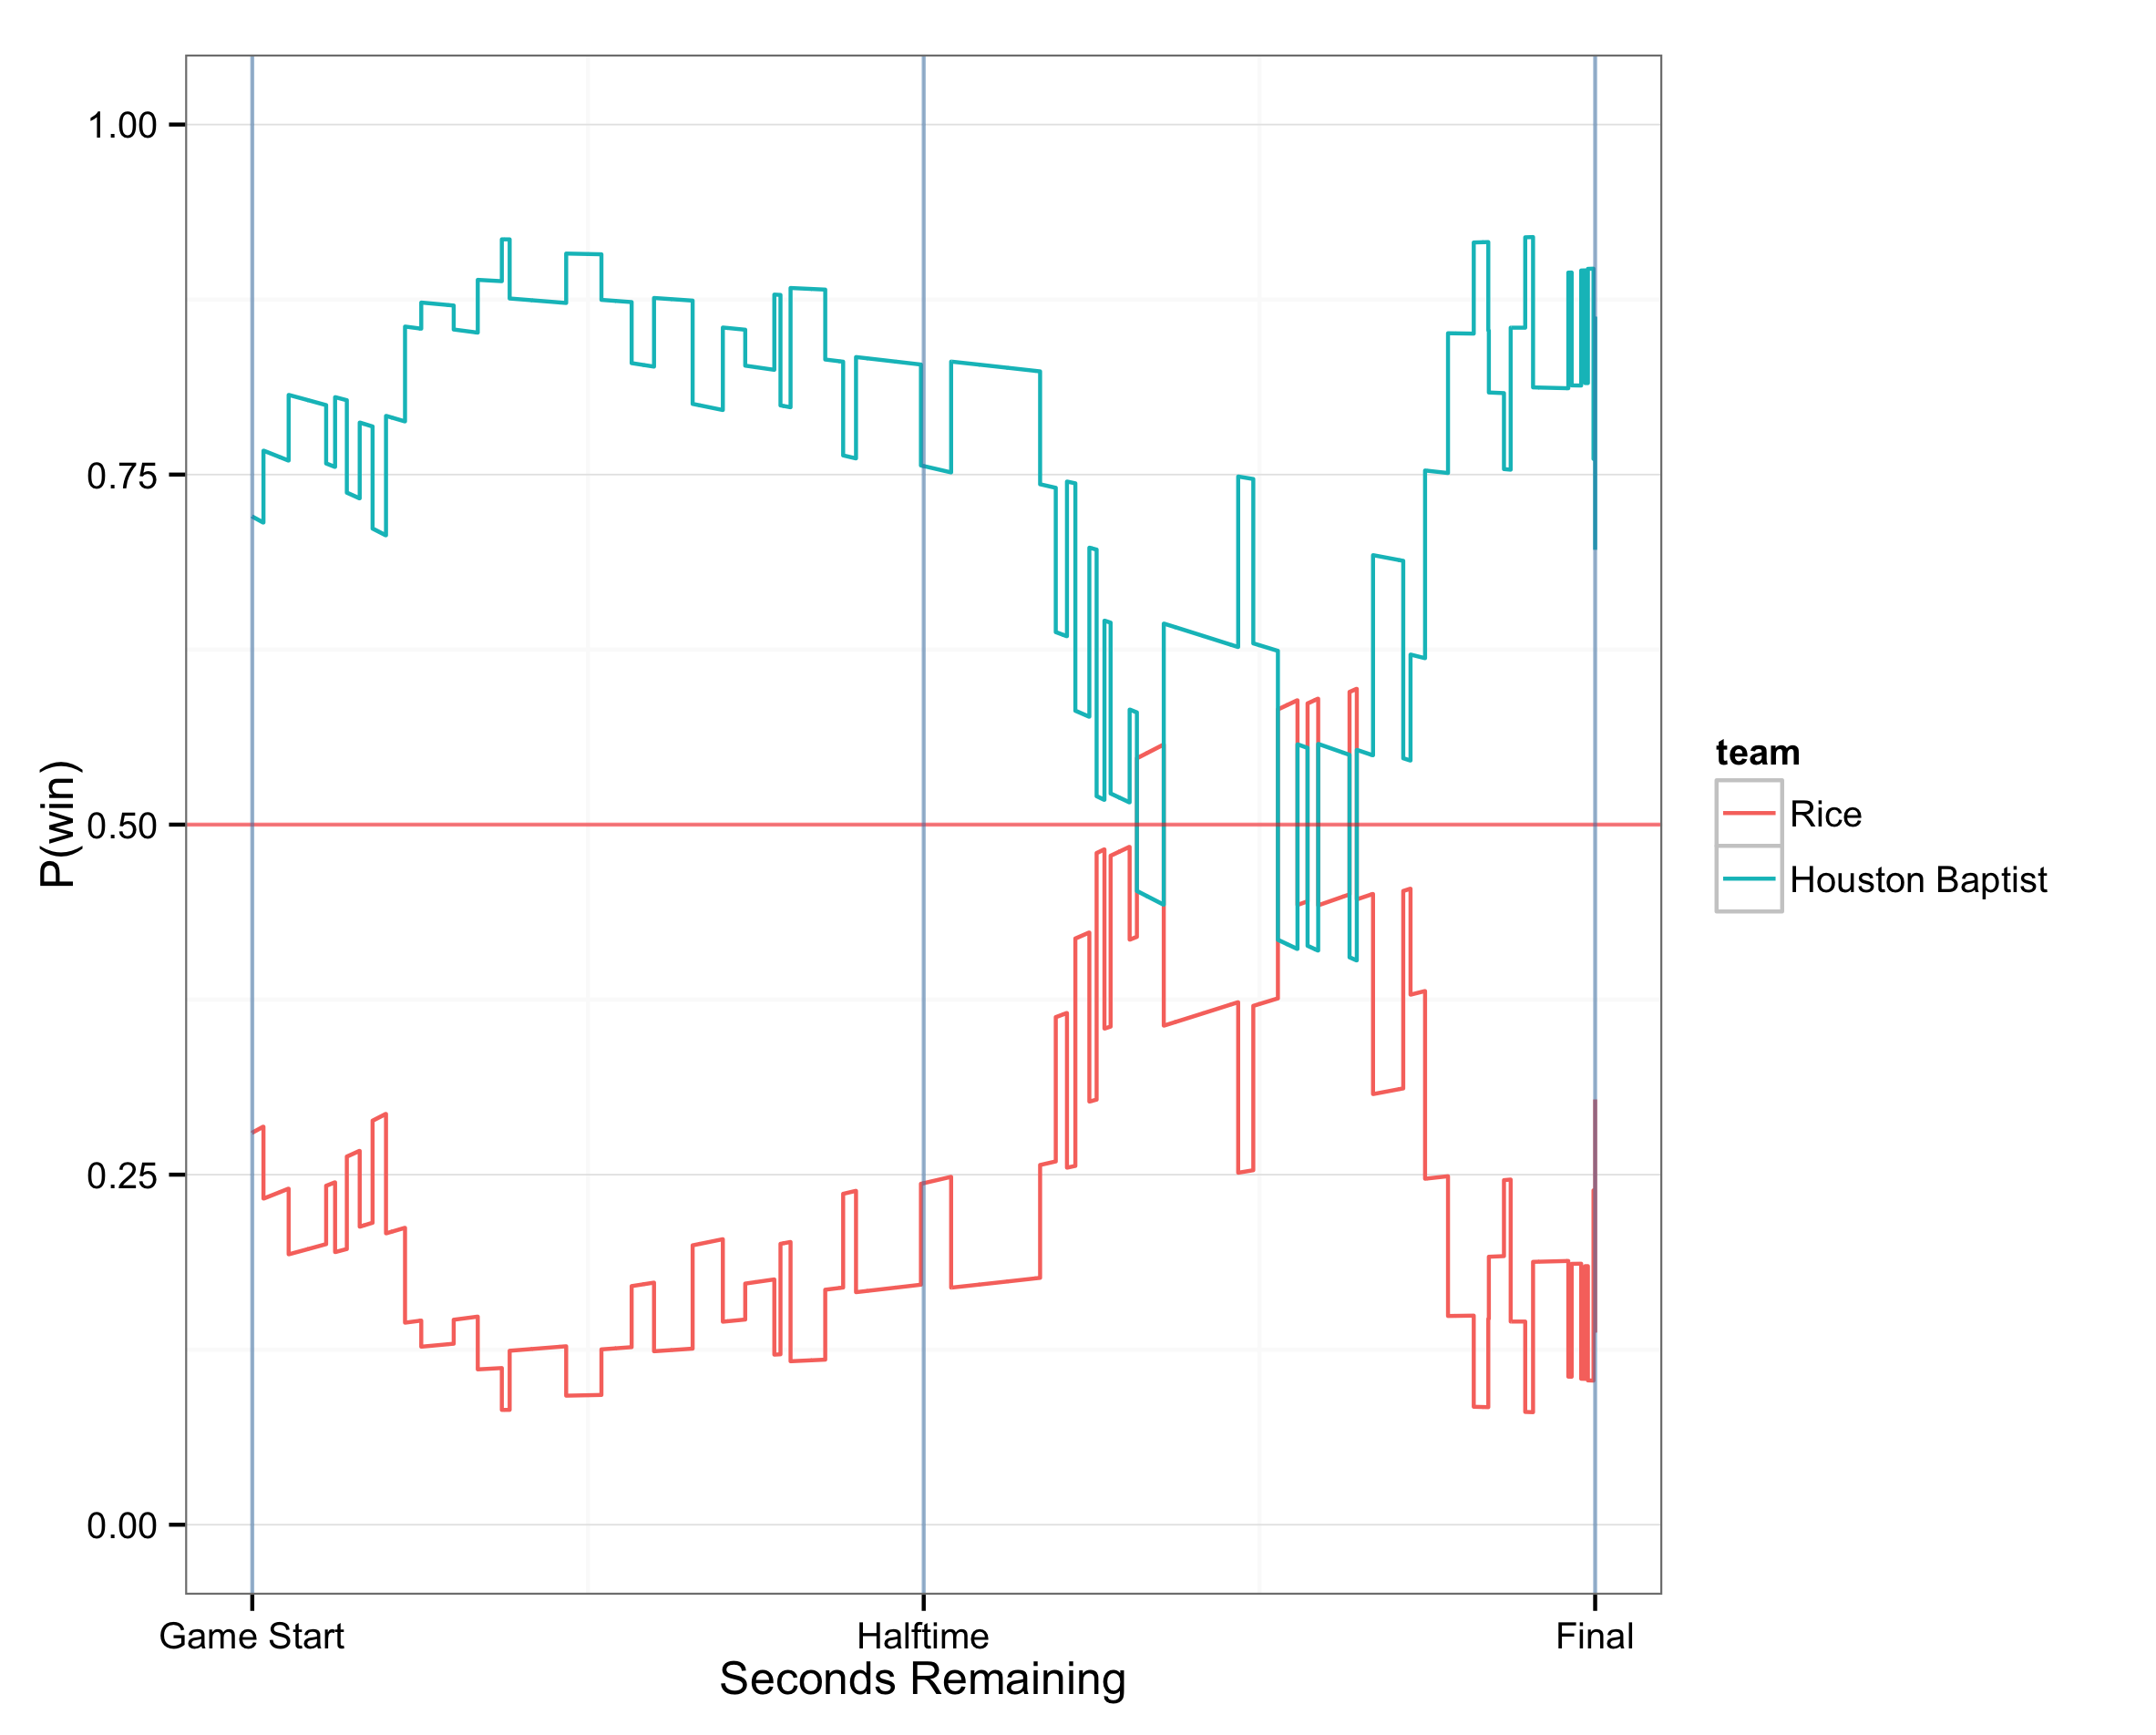 1.00
0.75
0.50
0.25
0.00
P(win)
Game Start
Halftime
Final
Seconds Remaining
team
Rice
Houston Baptist